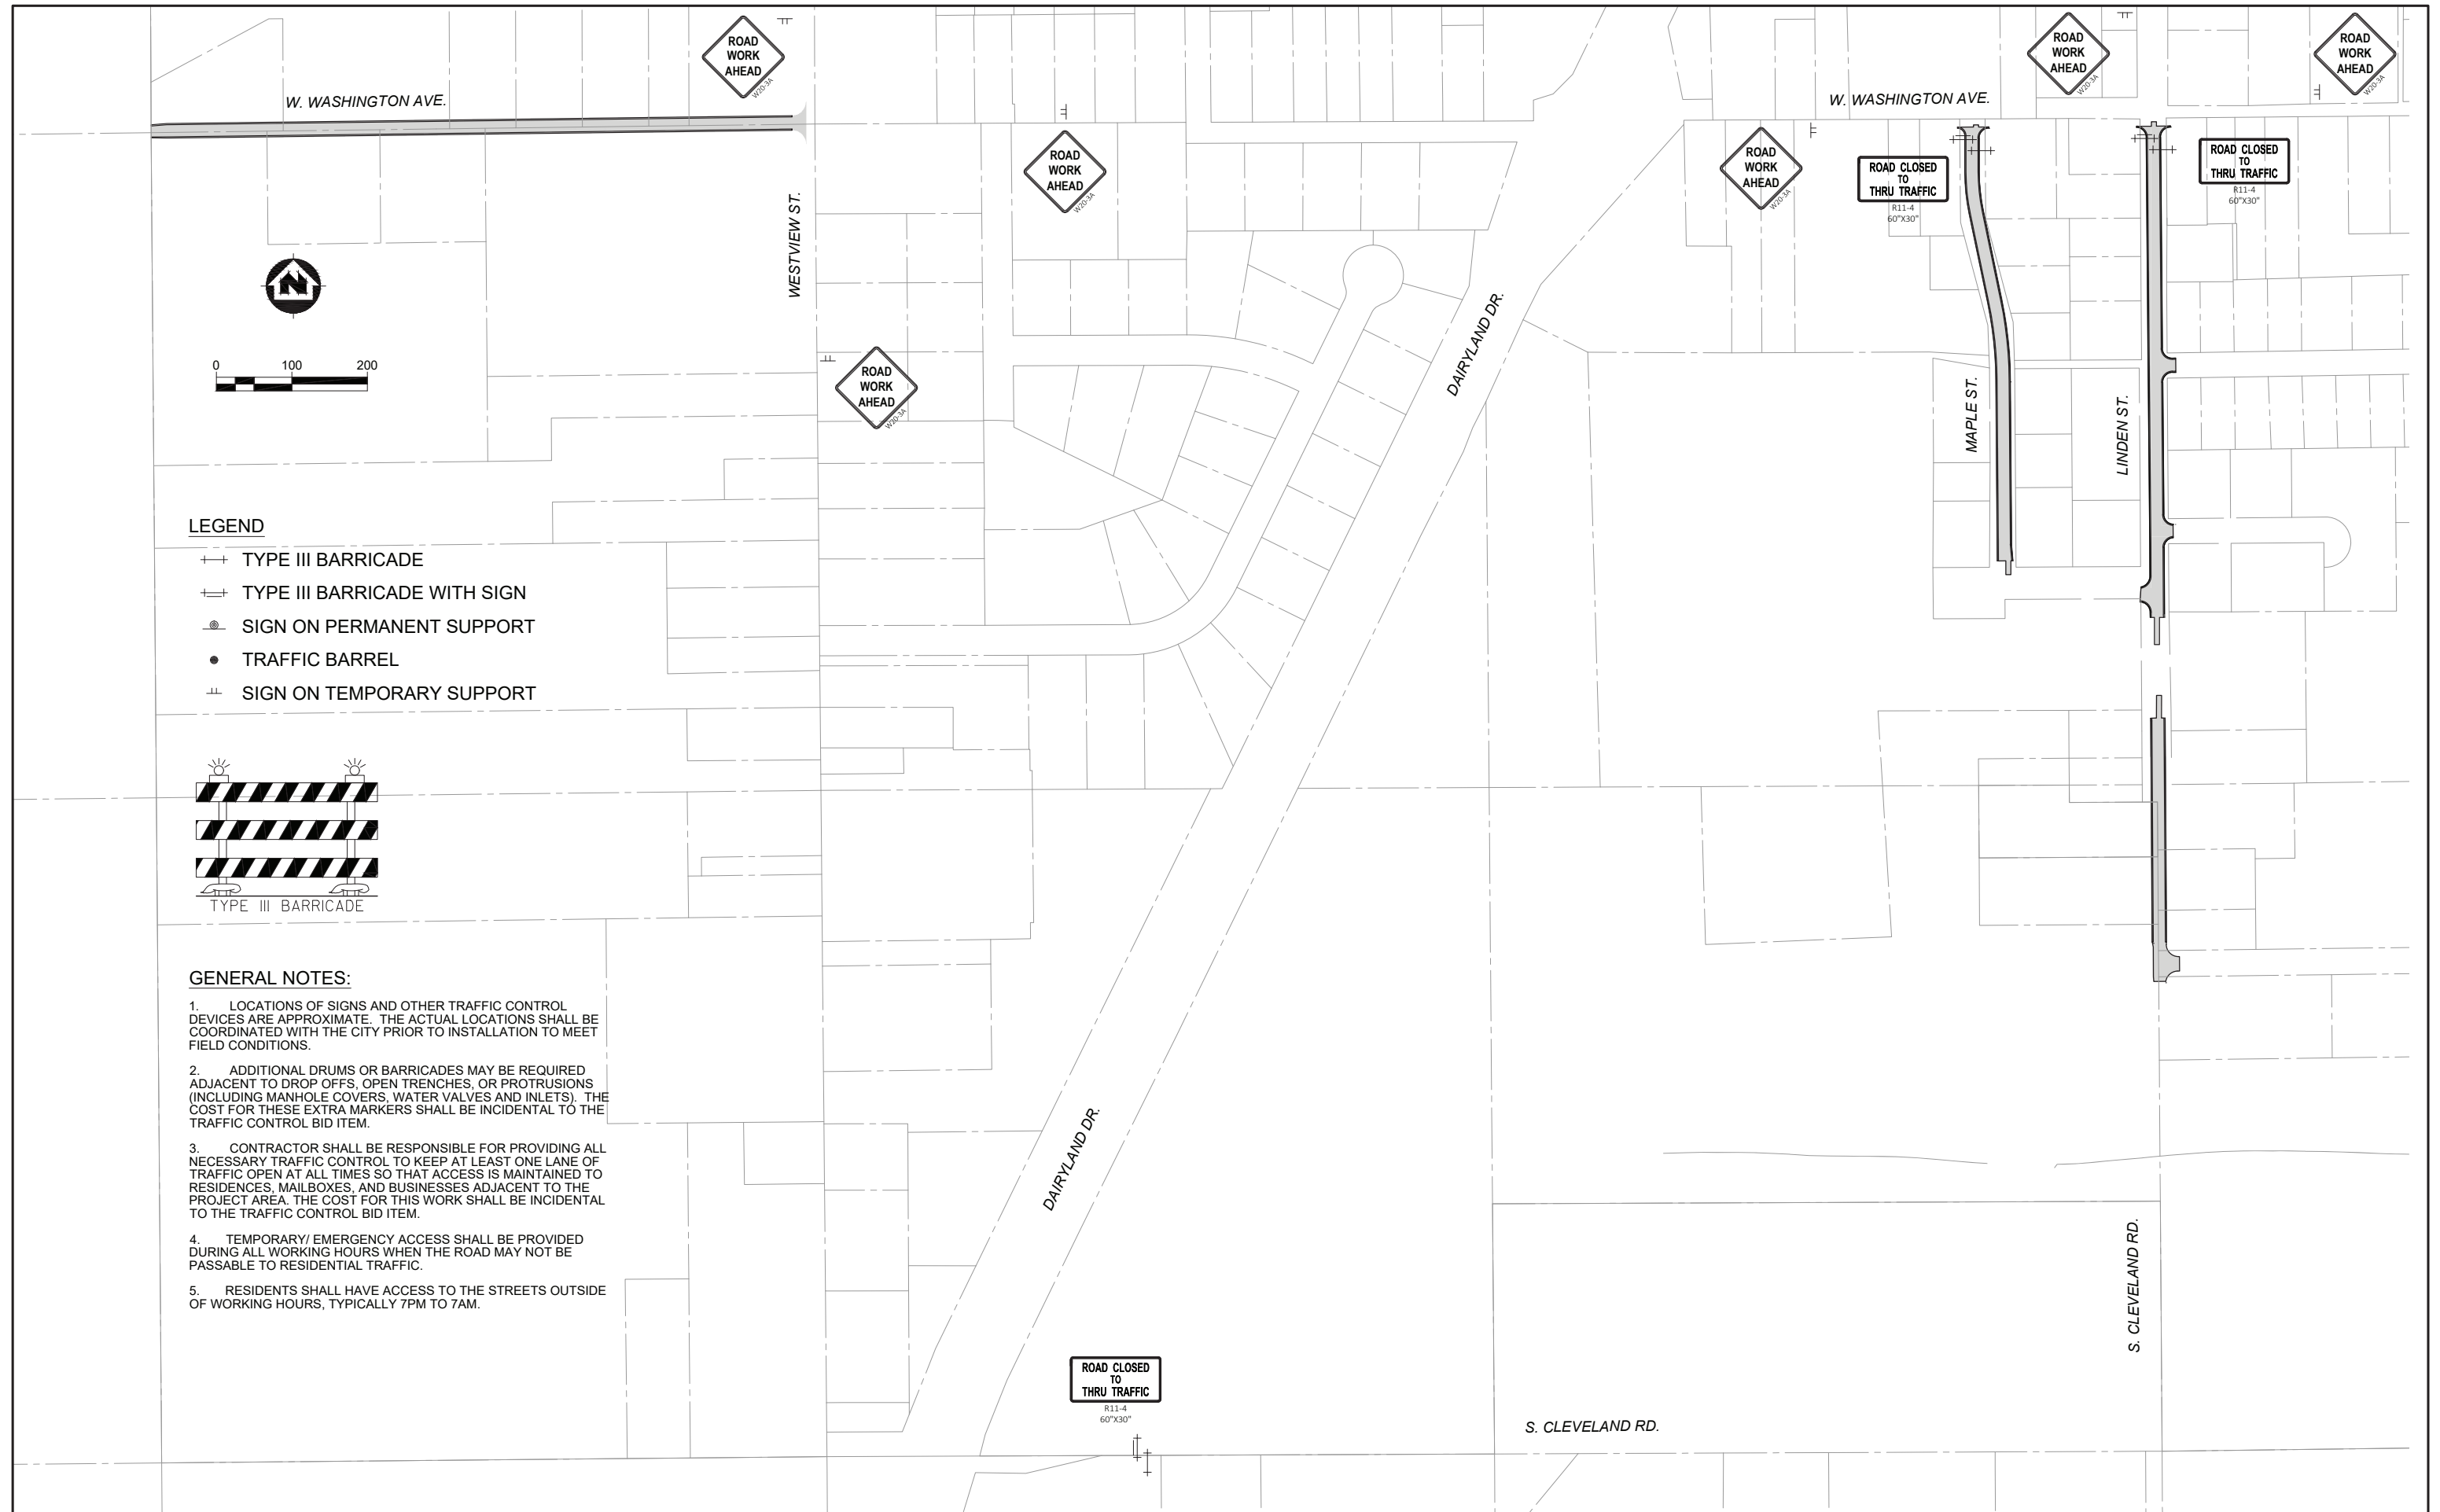 ROAD
WORK
AHEAD
W20-3A
ROAD
WORK
AHEAD
W20-3A
ROAD
WORK
AHEAD
W20-3A
W. WASHINGTON AVE.
W. WASHINGTON AVE.
ROAD
WORK
AHEAD
W20-3A
ROAD
WORK
AHEAD
W20-3A
ROAD CLOSED
TO
THRU TRAFFIC
R11-4
60"X30"
ROAD CLOSED
TO
THRU TRAFFIC
R11-4
60"X30"
WESTVIEW ST.
N
0 100 200
ROAD
WORK
AHEAD
W20-3A
DAIRYLAND DR.
MAPLE ST.
LINDEN ST.
LEGEND
TYPE III BARRICADE
TYPE III BARRICADE WITH SIGN
SIGN ON PERMANENT SUPPORT
TRAFFIC BARREL
SIGN ON TEMPORARY SUPPORT
TYPE III BARRICADE
GENERAL NOTES:
1. LOCATIONS OF SIGNS AND OTHER TRAFFIC CONTROL
DEVICES ARE APPROXIMATE. THE ACTUAL LOCATIONS SHALL BE
COORDINATED WITH THE CITY PRIOR TO INSTALLATION TO MEET
FIELD CONDITIONS.
2. ADDITIONAL DRUMS OR BARRICADES MAY BE REQUIRED
ADJACENT TO DROP OFFS, OPEN TRENCHES, OR PROTRUSIONS
(INCLUDING MANHOLE COVERS, WATER VALVES AND INLETS). THE
COST FOR THESE EXTRA MARKERS SHALL BE INCIDENTAL TO THE
TRAFFIC CONTROL BID ITEM.
3. CONTRACTOR SHALL BE RESPONSIBLE FOR PROVIDING ALL
NECESSARY TRAFFIC CONTROL TO KEEP AT LEAST ONE LANE OF
TRAFFIC OPEN AT ALL TIMES SO THAT ACCESS IS MAINTAINED TO
RESIDENCES, MAILBOXES, AND BUSINESSES ADJACENT TO THE
PROJECT AREA. THE COST FOR THIS WORK SHALL BE INCIDENTAL
TO THE TRAFFIC CONTROL BID ITEM.
4. TEMPORARY/ EMERGENCY ACCESS SHALL BE PROVIDED
DURING ALL WORKING HOURS WHEN THE ROAD MAY NOT BE
PASSABLE TO RESIDENTIAL TRAFFIC.
5. RESIDENTS SHALL HAVE ACCESS TO THE STREETS OUTSIDE
OF WORKING HOURS, TYPICALLY 7PM TO 7AM.
DAIRYLAND DR.
S. CLEVELAND RD.
ROAD CLOSED
TO
THRU TRAFFIC
R11-4
60"X30"
S. CLEVELAND RD.